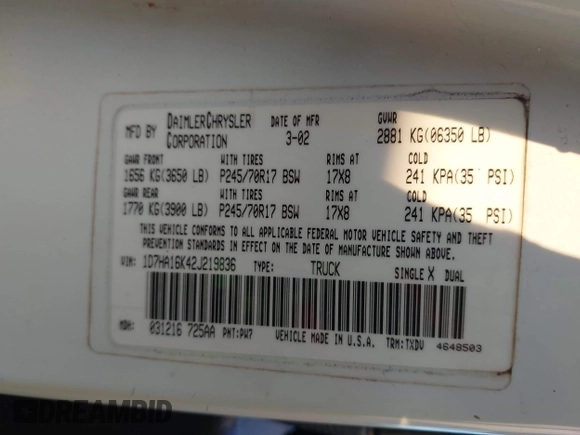 MFD BY DAIMLERCHRYSLER CORPORATION DATE OF MFR 3-02 GVWR 2881 KG(06350 LB)
GAWR FRONT WITH TIRES RIMS AT COLD
1656 KG(3650 LB) P245/70R17 BSW 17X8 241 KPA(35 PSI)
GAWR REAR WITH TIRES RIMS AT COLD
1770 KG(3900 LB) P245/70R17 BSW 17X8 241 KPA(35 PSI)
THIS VEHICLE CONFORMS TO ALL APPLICABLE FEDERAL MOTOR VEHICLE SAFETY AND THEFT
PREVENTION STANDARDS IN EFFECT ON THE DATE OF MANUFACTURE SHOWN ABOVE.
VIN: 1D7HA16K42J219836 TYPE: TRUCK SINGLE X DUAL
MDH: 031216 725AA PNT:PW7 VEHICLE MADE IN U.S.A. TRM:TXDV 4648503
DREAMBID